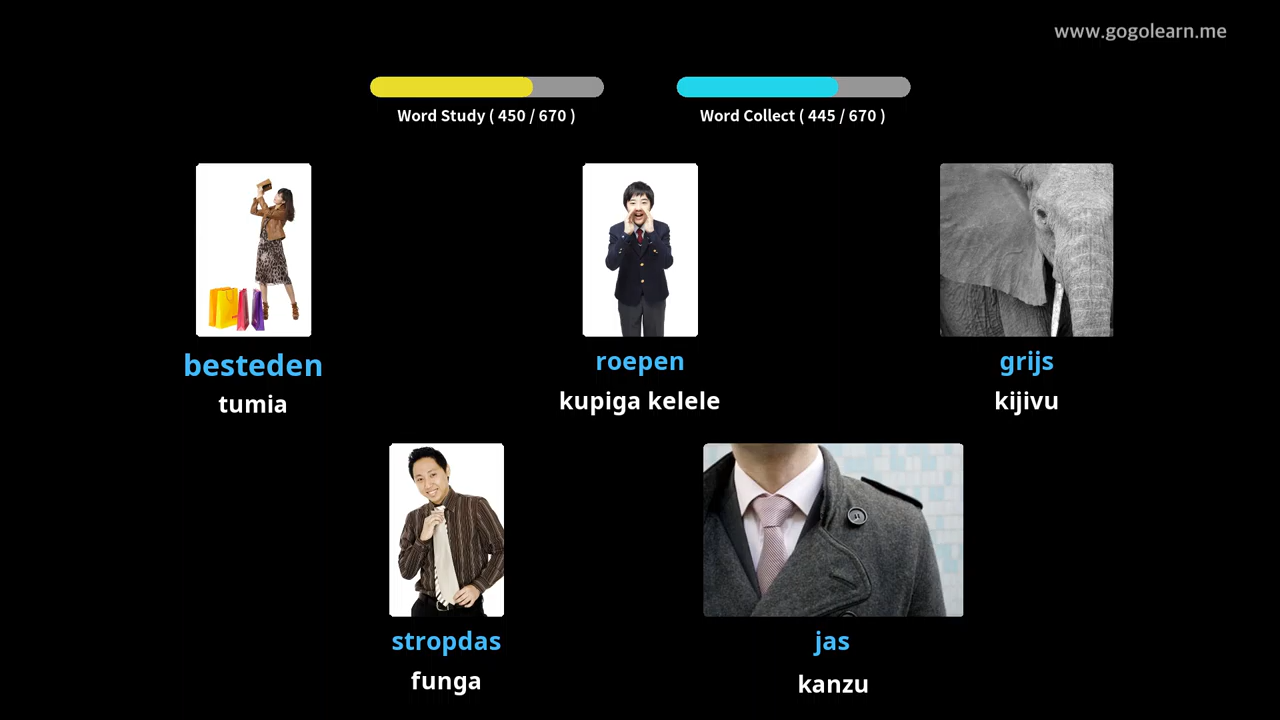 www.gogolearn.me
Word Study ( 450 / 670 )
Word Collect ( 445 / 670 )
besteden
tumia
roepen
kupiga kelele
grijs
kijivu
stropdas
funga
jas
kanzu